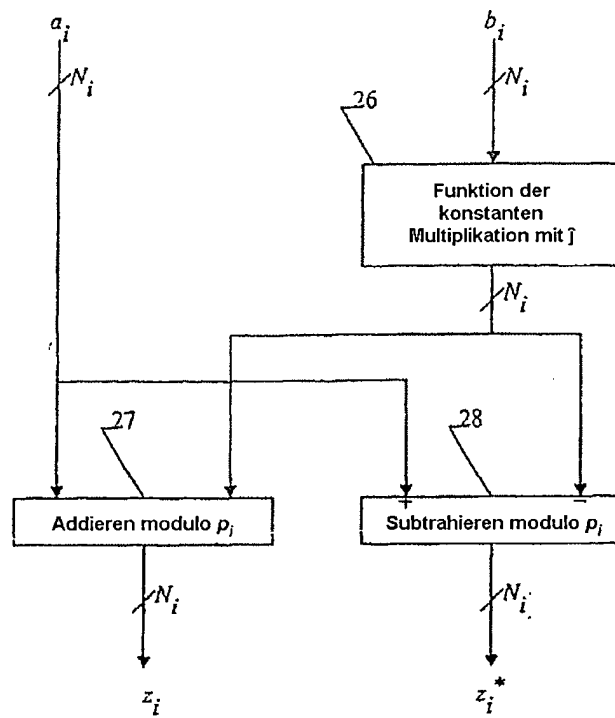 a_i
b_i
N_i
N_i
26
Funktion der
konstanten
Multiplikation mit ĵ
N_i
27
28
+
−
Addieren modulo p_i
Subtrahieren modulo p_i
N_i
N_i
z_i
z_i*